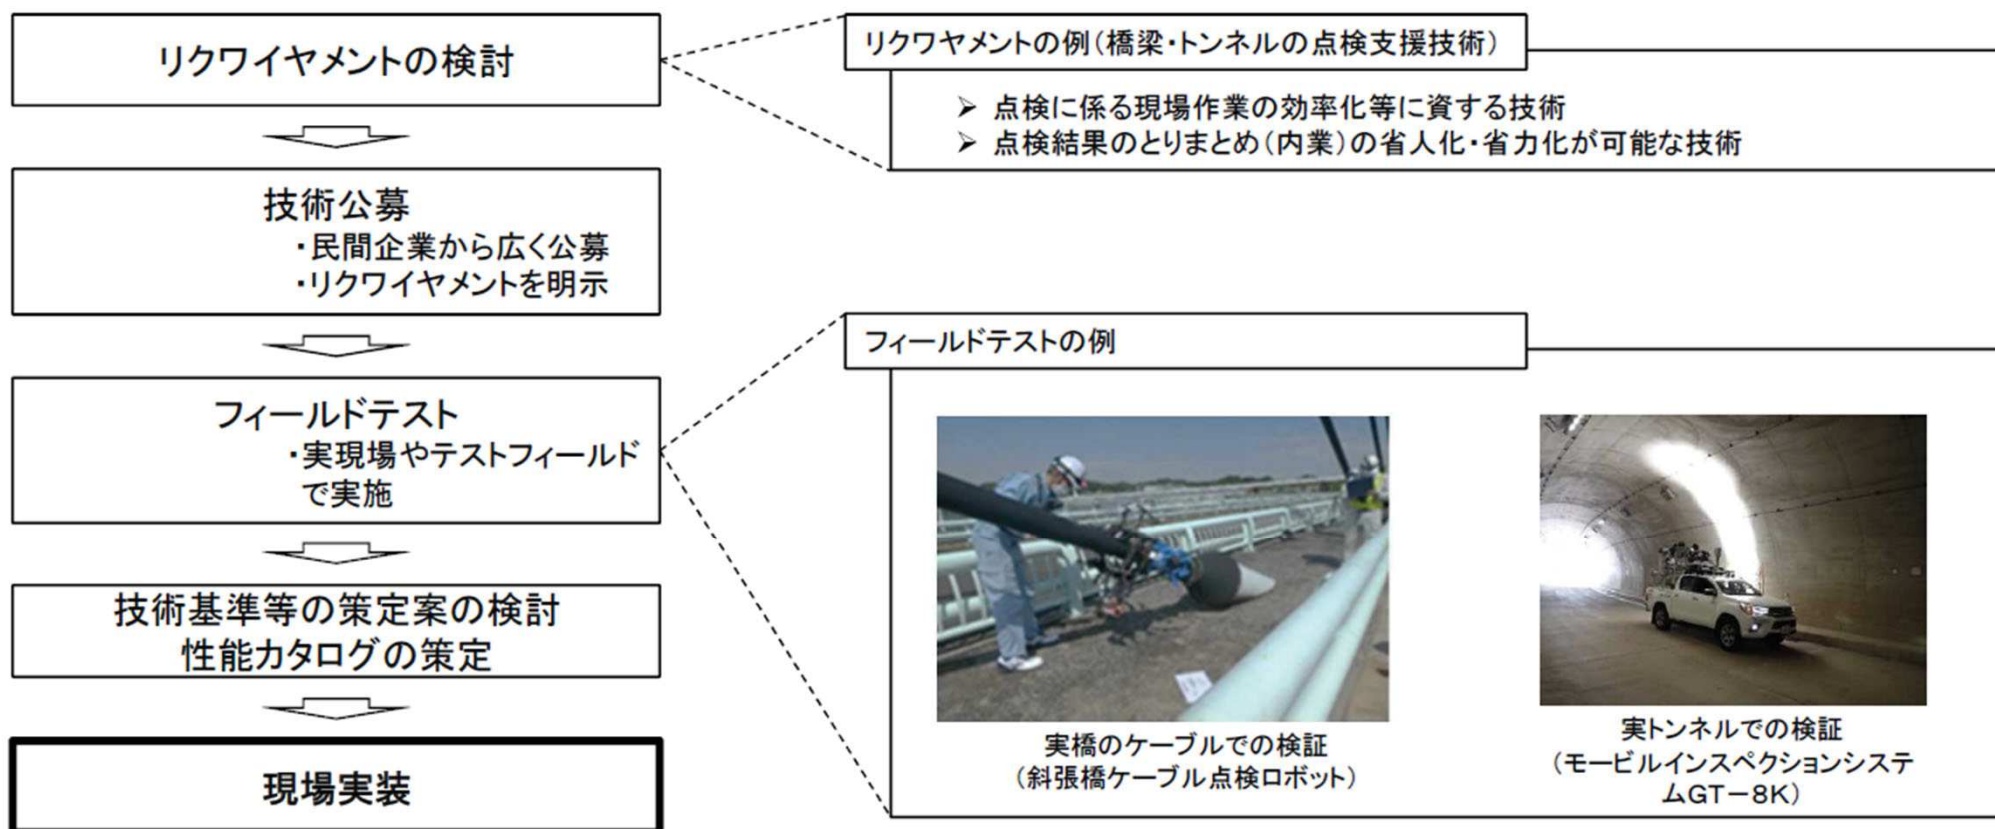 リクワイヤメントの検討
技術公募
・民間企業から広く公募
・リクワイヤメントを明示
フィールドテスト
・実現場やテストフィールド
で実施
技術基準等の策定案の検討
性能カタログの策定
現場実装
リクワヤメントの例(橋梁・トンネルの点検支援技術)
➢ 点検に係る現場作業の効率化等に資する技術
➢ 点検結果のとりまとめ(内業)の省人化・省力化が可能な技術
フィールドテストの例
実橋のケーブルでの検証
(斜張橋ケーブル点検ロボット)
実トンネルでの検証
(モービルインスペクションシステ
ムGT-8K)